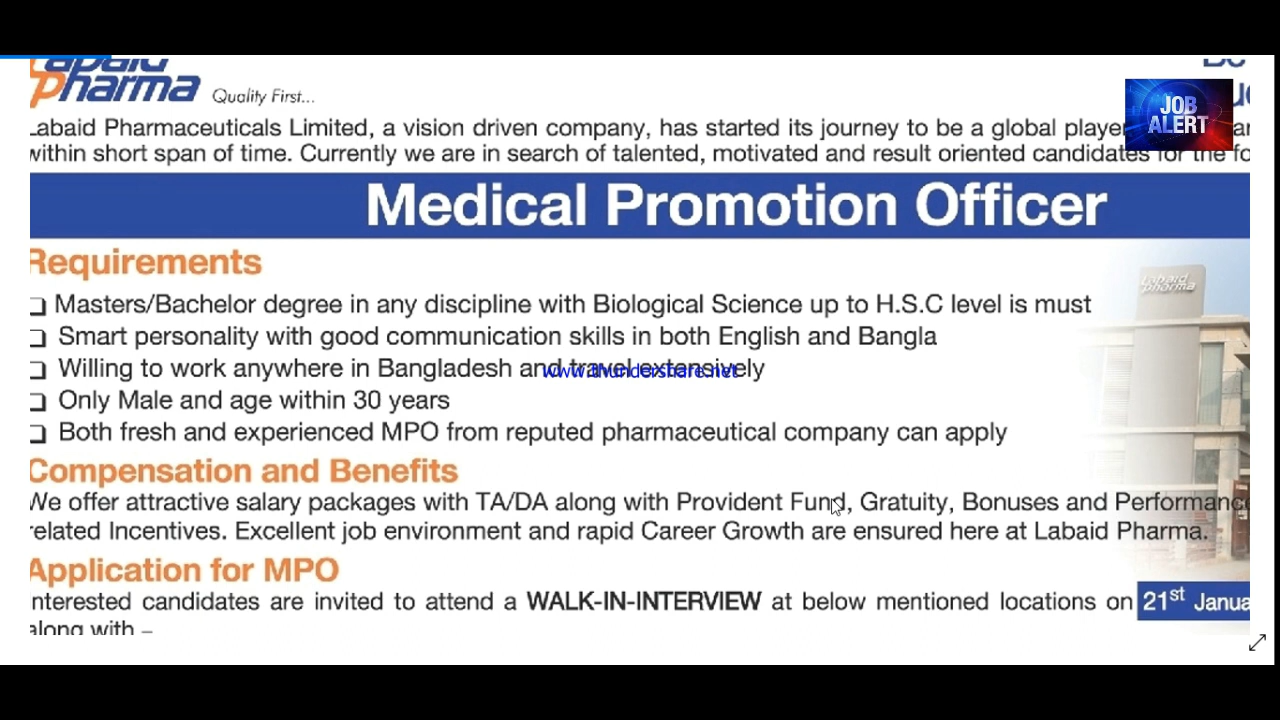 Labaid
Pharma Quality First...
JOB
ALERT
Labaid Pharmaceuticals Limited, a vision driven company, has started its journey to be a global player
within short span of time. Currently we are in search of talented, motivated and result oriented candidates for the
Medical Promotion Officer
Requirements
❑ Masters/Bachelor degree in any discipline with Biological Science up to H.S.C level is must
❑ Smart personality with good communication skills in both English and Bangla
❑ Willing to work anywhere in Bangladesh and travel extensively
www.thundershare.net
❑ Only Male and age within 30 years
❑ Both fresh and experienced MPO from reputed pharmaceutical company can apply
labaid
pharma
Compensation and Benefits
We offer attractive salary packages with TA/DA along with Provident Fund, Gratuity, Bonuses and Performance
related Incentives. Excellent job environment and rapid Career Growth are ensured here at Labaid Pharma.
Application for MPO
Interested candidates are invited to attend a WALK-IN-INTERVIEW at below mentioned locations on 21st Janua
along with –